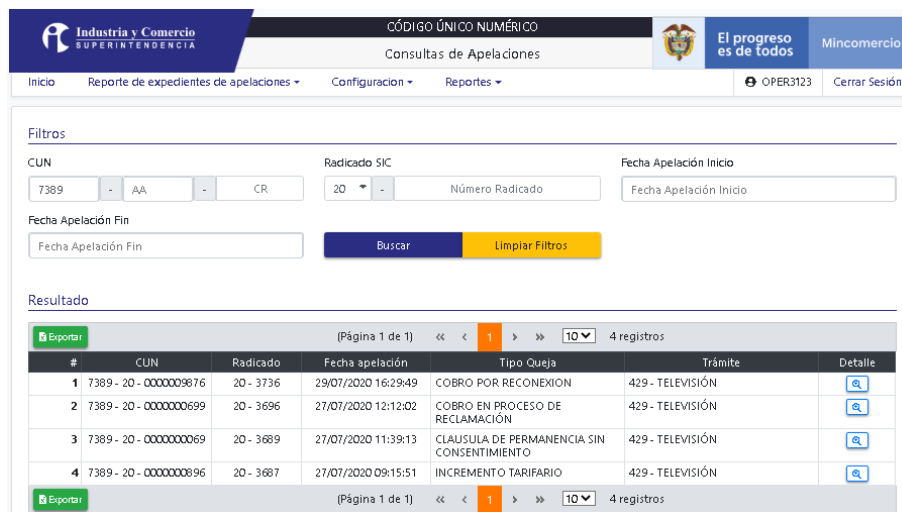 Industria y Comercio
SUPERINTENDENCIA
CÓDIGO ÚNICO NUMÉRICO
Consultas de Apelaciones
El progreso
es de todos
Mincomercio
Inicio Reporte de expedientes de apelaciones Configuracion Reportes OPER3123 Cerrar Sesión
Filtros
CUN Radicado SIC Fecha Apelación Inicio
7389 - AA - CR 20 - Número Radicado Fecha Apelación Inicio
Fecha Apelación Fin
Fecha Apelación Fin Buscar Limpiar Filtros
Resultado
Exportar (Página 1 de 1) << < 1 > >> 10 4 registros
# CUN Radicado Fecha apelación Tipo Queja Trámite Detalle
1 7389 - 20 - 0000009876 20 - 3736 29/07/2020 16:29:49 COBRO POR RECONEXION 429 - TELEVISIÓN
2 7389 - 20 - 0000000699 20 - 3696 27/07/2020 12:12:02 COBRO EN PROCESO DE 429 - TELEVISIÓN
RECLAMACIÓN
3 7389 - 20 - 0000000069 20 - 3689 27/07/2020 11:39:13 CLAUSULA DE PERMANENCIA SIN 429 - TELEVISIÓN
CONSENTIMIENTO
4 7389 - 20 - 0000000896 20 - 3687 27/07/2020 09:15:51 INCREMENTO TARIFARIO 429 - TELEVISIÓN
Exportar (Página 1 de 1) << < 1 > >> 10 4 registros